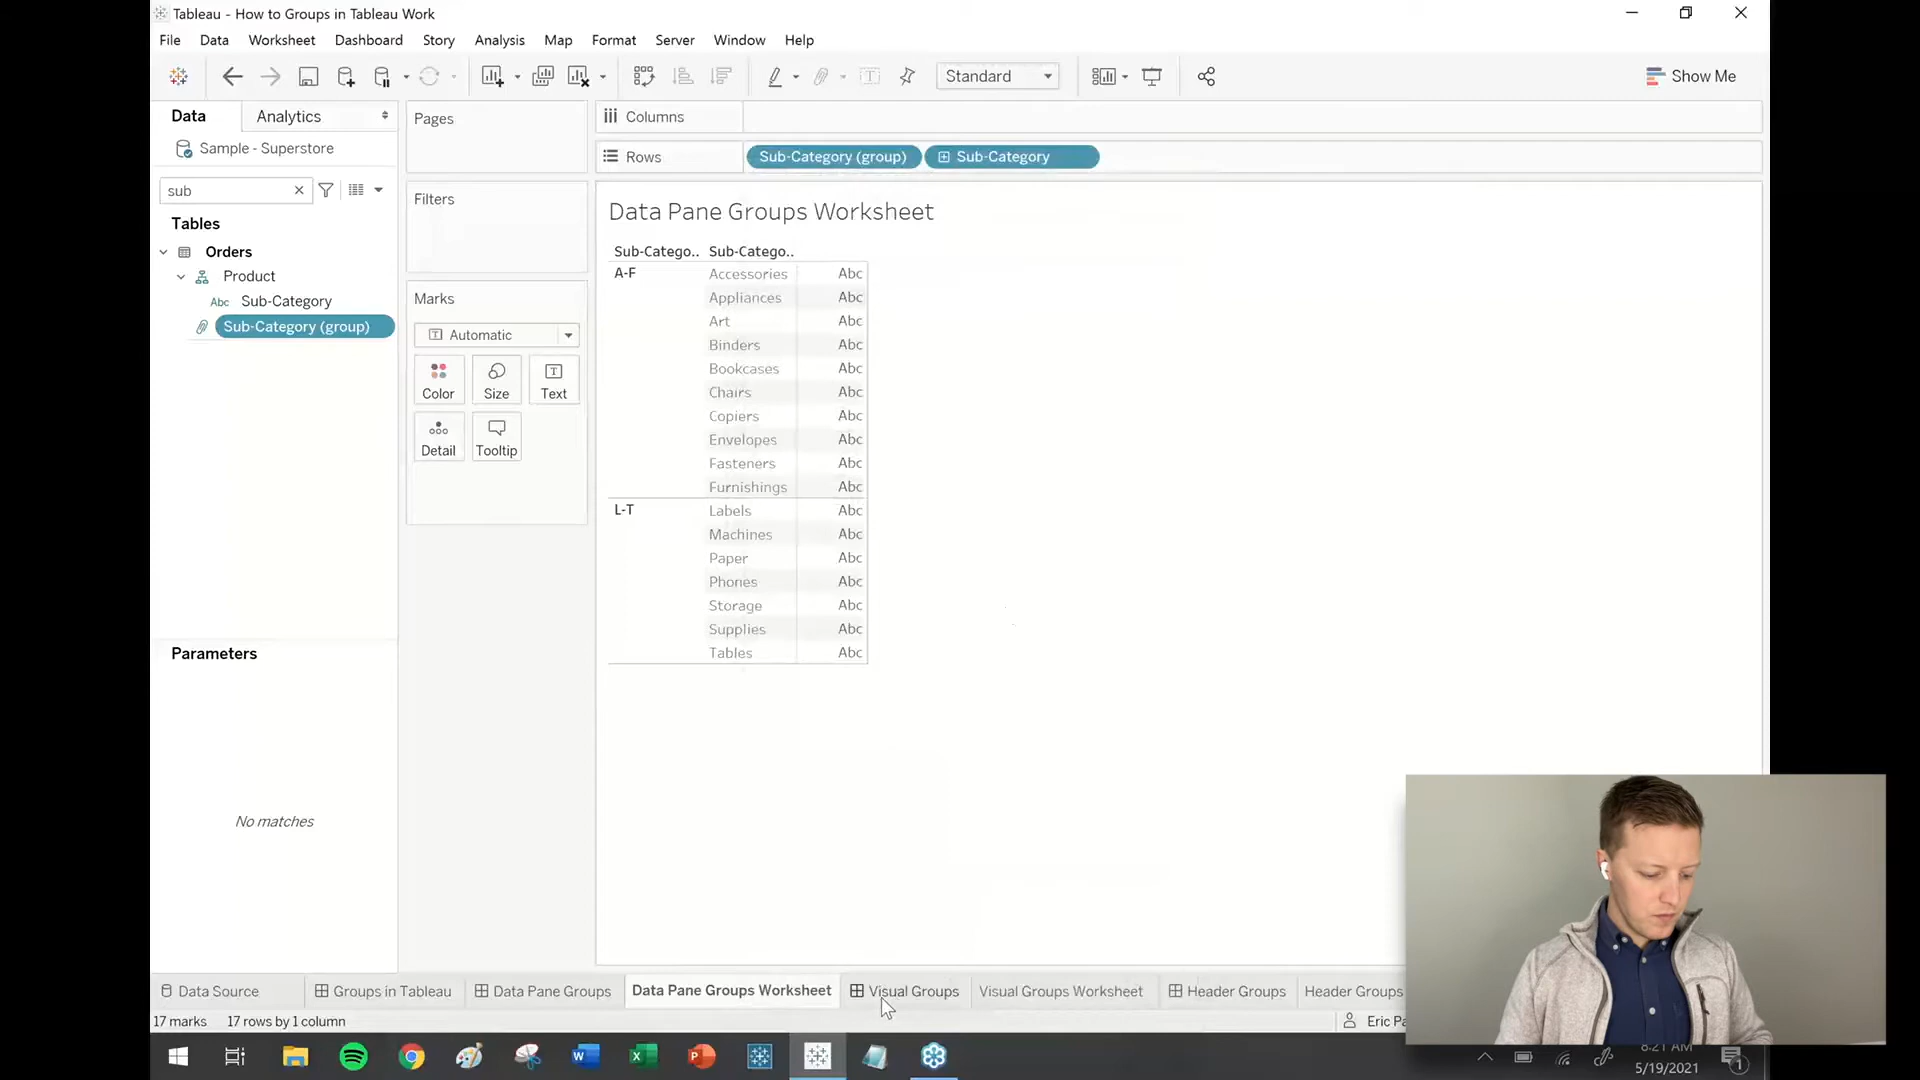 Tableau - How to Groups in Tableau Work
File Data Worksheet Dashboard Story Analysis Map Format Server Window Help
Standard
Show Me
Data
Analytics
Sample - Superstore
sub
Tables
Orders
Product
Abc Sub-Category
Sub-Category (group)
Parameters
No matches
Pages
Filters
Marks
Automatic
Color
Size
Text
Detail
Tooltip
Columns
Rows
Sub-Category (group)
Sub-Category
Data Pane Groups Worksheet
Sub-Catego.. Sub-Catego..
A-F Accessories Abc
Appliances Abc
Art Abc
Binders Abc
Bookcases Abc
Chairs Abc
Copiers Abc
Envelopes Abc
Fasteners Abc
Furnishings Abc
L-T Labels Abc
Machines Abc
Paper Abc
Phones Abc
Storage Abc
Supplies Abc
Tables Abc
Data Source
Groups in Tableau
Data Pane Groups
Data Pane Groups Worksheet
Visual Groups
Visual Groups Worksheet
Header Groups
Header Groups
17 marks 17 rows by 1 column
Eric Pa
8:21 AM
5/19/2021